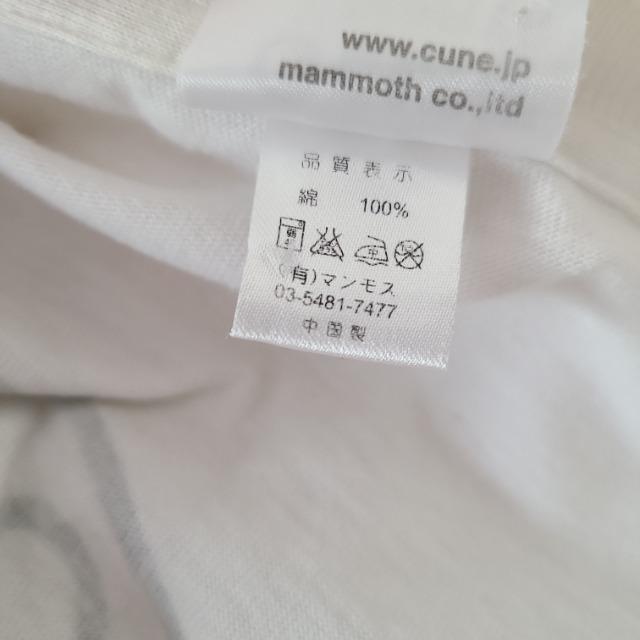 www.cune.jp
mammoth co.,ltd
品質表示
綿 100%
中
(有)マンモス
03-5481-7477
中国製